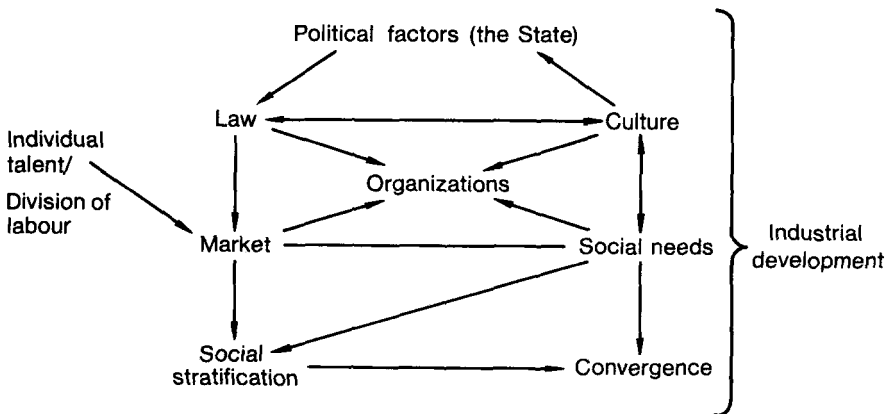 Political factors (the State)
Law
Culture
Individual
talent/
Division of
labour
Organizations
Market
Social needs
Industrial
development
Social
stratification
Convergence